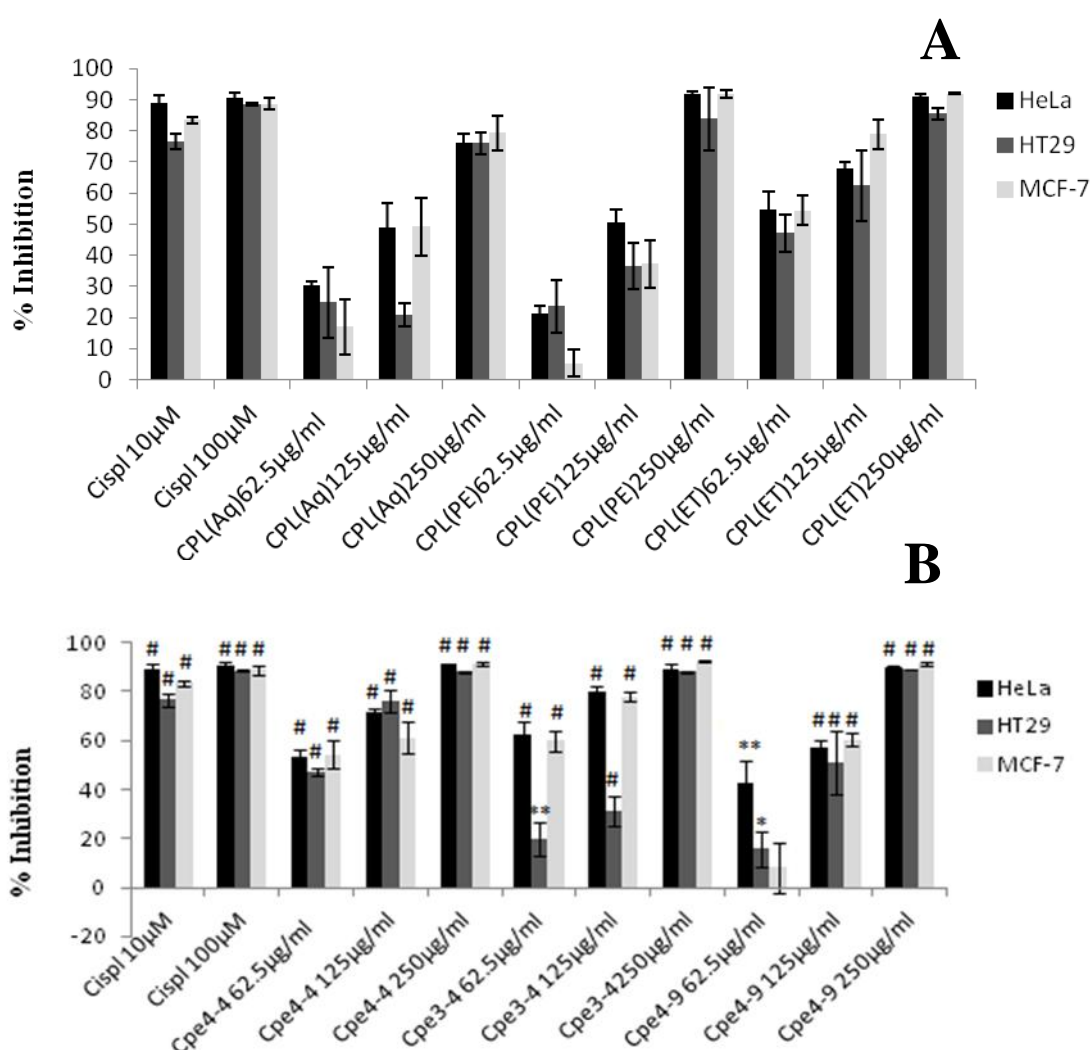 A
100
90
80
70
60
50
40
30
20
10
0
% Inhibition
HeLa
HT29
MCF-7
Cispl 10µM
Cispl 100µM
CPL(Aq)62.5µg/ml
CPL(Aq)125µg/ml
CPL(Aq)250µg/ml
CPL(PE)62.5µg/ml
CPL(PE)125µg/ml
CPL(PE)250µg/ml
CPL(ET)62.5µg/ml
CPL(ET)125µg/ml
CPL(ET)250µg/ml
B
100
80
60
40
20
0
-20
% Inhibition
# # #
# # #
# # #
# # #
# # #
# ** #
# # #
# # #
** *
# # #
# # #
HeLa
HT29
MCF-7
Cispl 10µM
Cispl 100µM
Cpe4-4 62.5µg/ml
Cpe4-4 125µg/ml
Cpe4-4 250µg/ml
Cpe3-4 62.5µg/ml
Cpe3-4 125µg/ml
Cpe3-4250µg/ml
Cpe4-9 62.5µg/ml
Cpe4-9 125µg/ml
Cpe4-9 250µg/ml